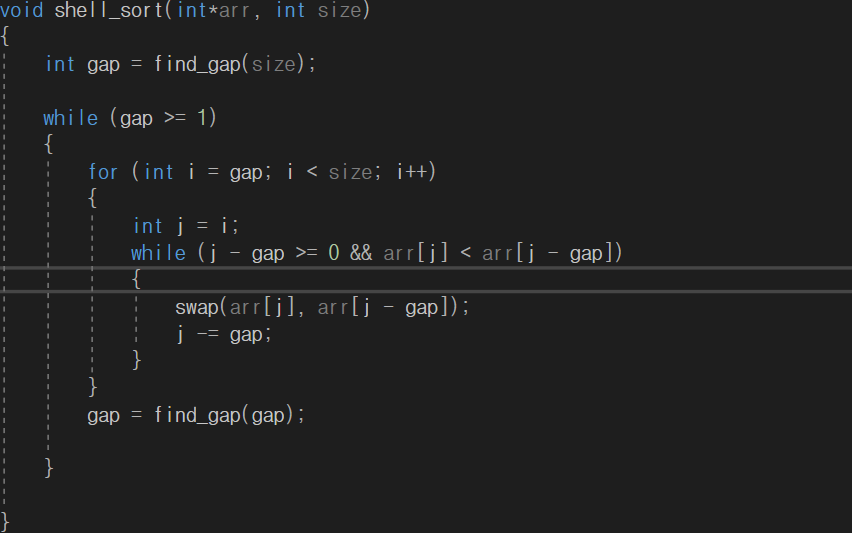 void shell_sort(int*arr, int size)
{
int gap = find_gap(size);
while (gap >= 1)
{
for (int i = gap; i < size; i++)
{
int j = i;
while (j - gap >= 0 && arr[j] < arr[j - gap])
{
swap(arr[j], arr[j - gap]);
j -= gap;
}
}
gap = find_gap(gap);
}
}